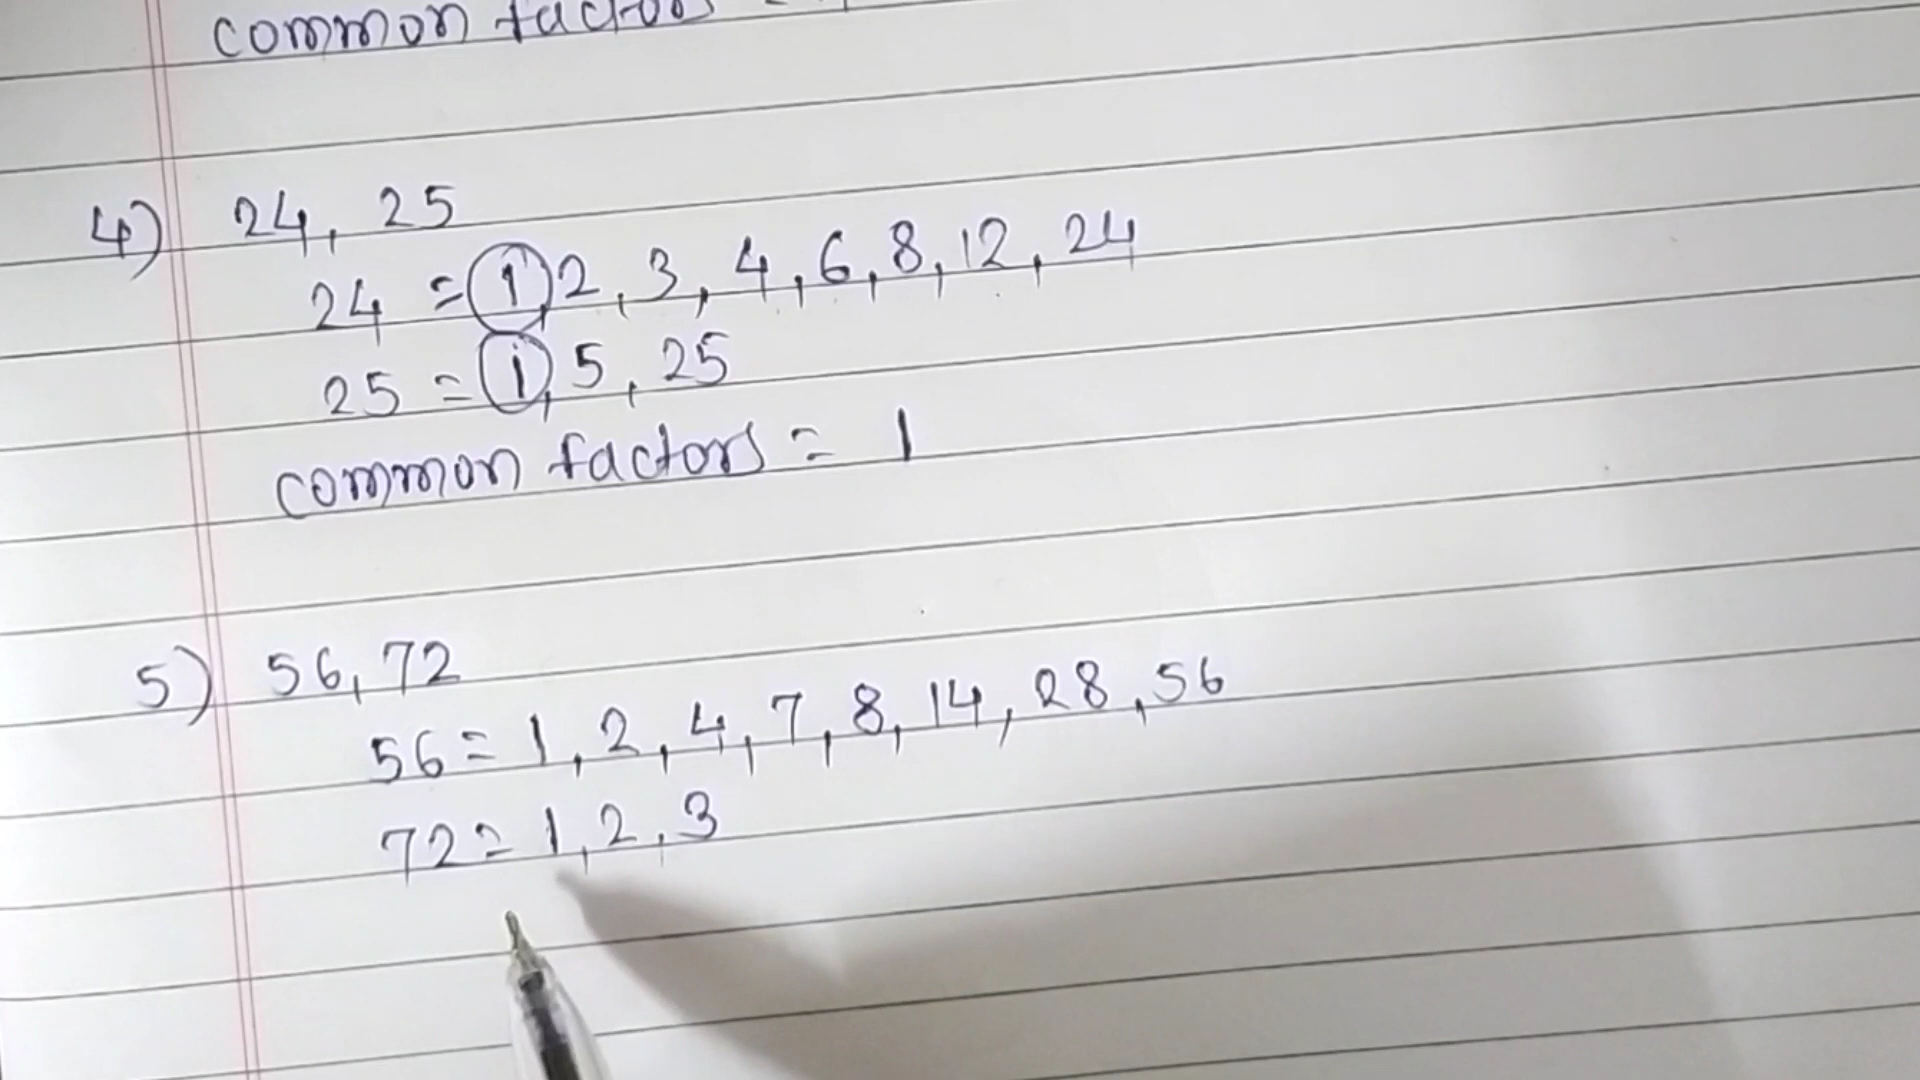 common factors =
4) 24, 25
24 = 1, 2, 3, 4, 6, 8, 12, 24
25 = 1, 5, 25
common factors = 1
5) 56, 72
56 = 1, 2, 4, 7, 8, 14, 28, 56
72 = 1, 2, 3